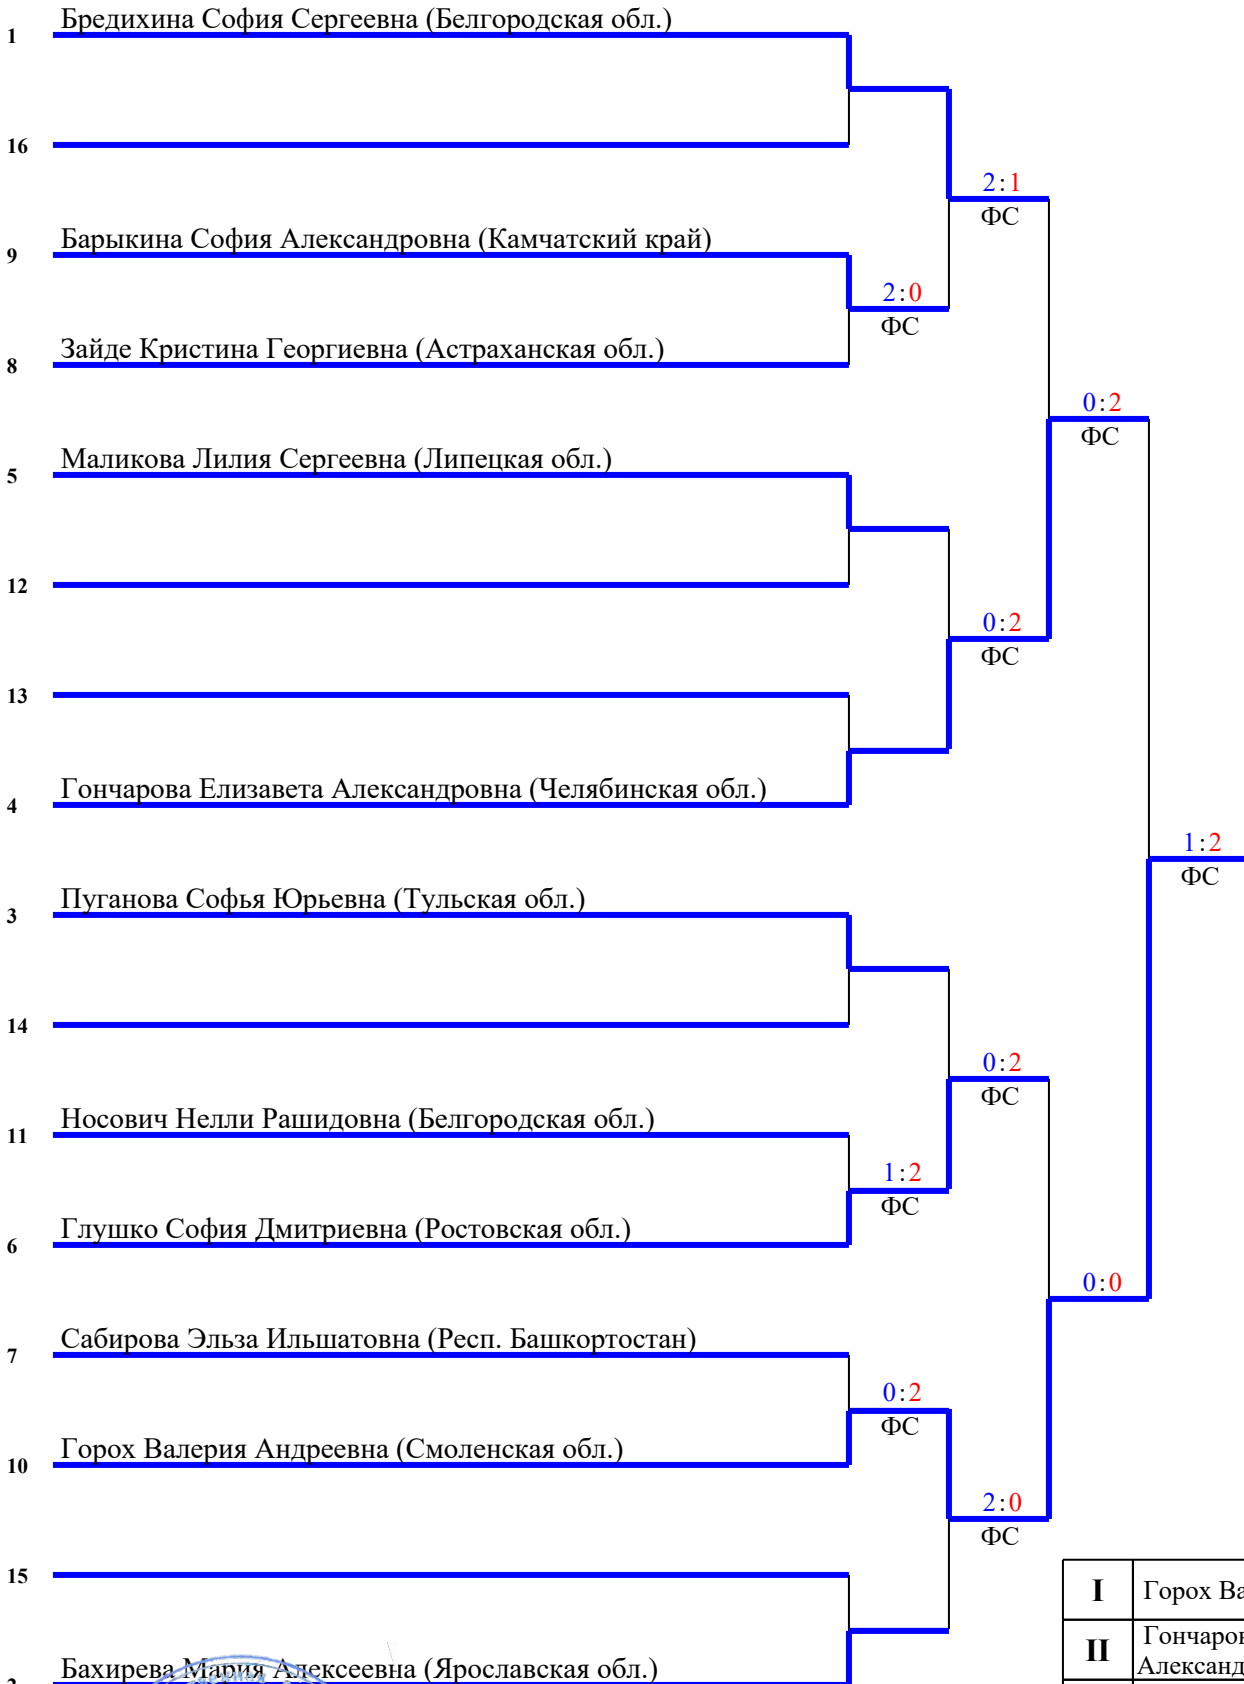 Бредихина София Сергеевна (Белгородская обл.)
1
16
2:1
ФС
Барыкина София Александровна (Камчатский край)
9
2:0
ФС
Зайде Кристина Георгиевна (Астраханская обл.)
8
0:2
ФС
Маликова Лилия Сергеевна (Липецкая обл.)
5
12
0:2
ФС
13
Гончарова Елизавета Александровна (Челябинская обл.)
4
1:2
ФС
Пуганова Софья Юрьевна (Тульская обл.)
3
14
0:2
ФС
Носович Нелли Рашидовна (Белгородская обл.)
11
1:2
ФС
Глушко София Дмитриевна (Ростовская обл.)
6
0:0
Сабирова Эльза Ильшатовна (Респ. Башкортостан)
7
0:2
ФС
Горох Валерия Андреевна (Смоленская обл.)
10
2:0
ФС
15
I Горох Ва
II Гончаров
Александ
Бахирева Мария Алексеевна (Ярославская обл.)